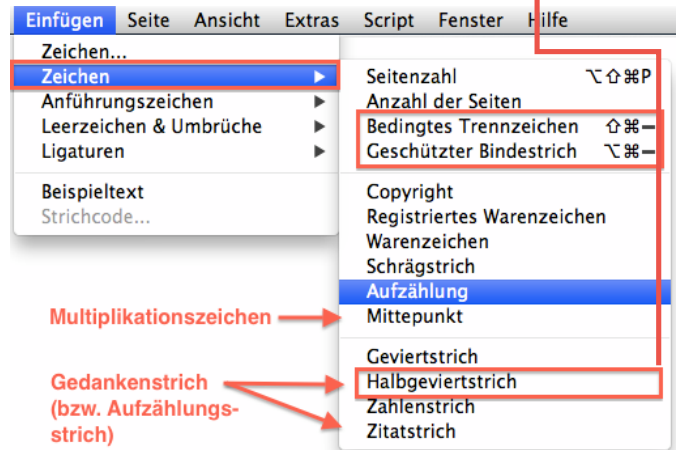 Einfügen Seite Ansicht Extras Script Fenster Hilfe
Zeichen...
Zeichen ▶
Anführungszeichen ▶
Leerzeichen & Umbrüche ▶
Ligaturen ▶
Beispieltext
Strichcode...
Seitenzahl ⌥⇧⌘P
Anzahl der Seiten
Bedingtes Trennzeichen ⇧⌘–
Geschützter Bindestrich ⌥⌘–
Copyright
Registriertes Warenzeichen
Warenzeichen
Schrägstrich
Aufzählung
Mittepunkt
Geviertstrich
Halbgeviertstrich
Zahlenstrich
Zitatstrich
Multiplikationszeichen
Gedankenstrich
(bzw. Aufzählungs-
strich)